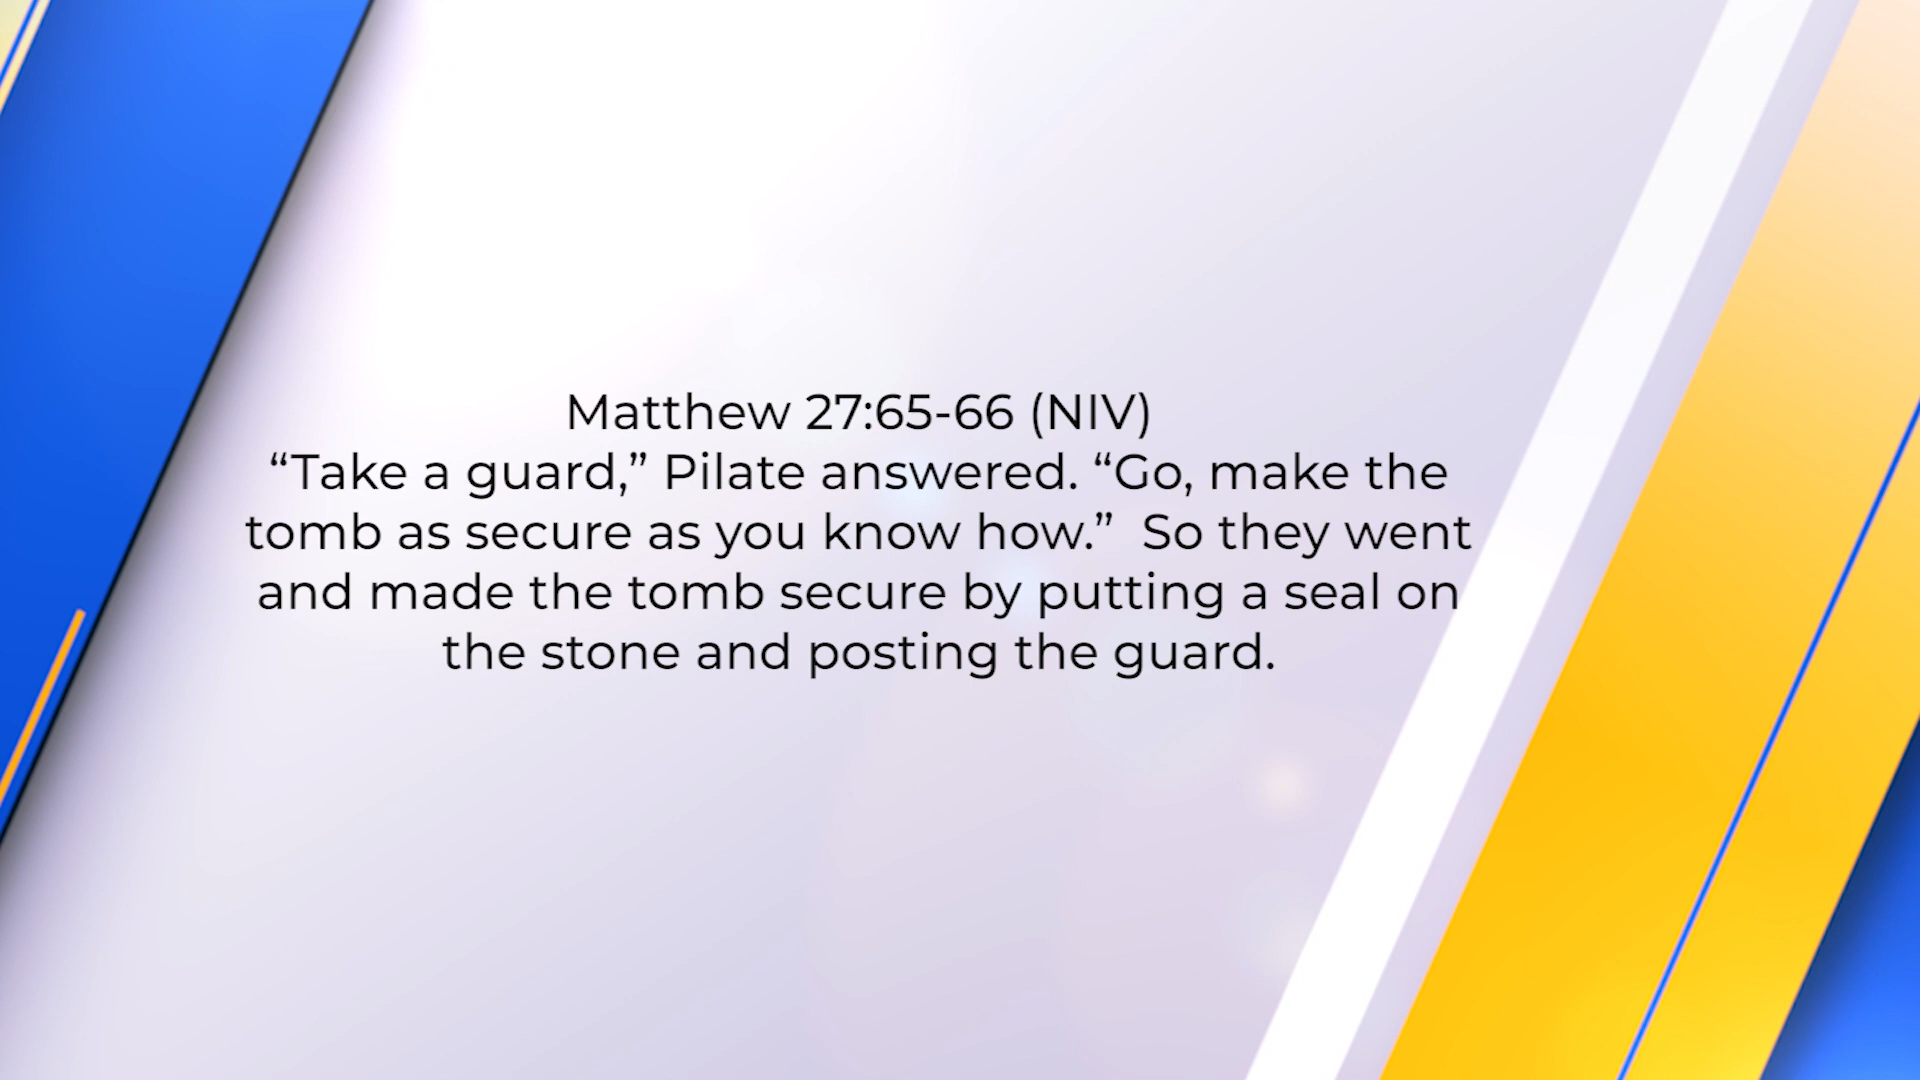 Matthew 27:65-66 (NIV)
“Take a guard,” Pilate answered. “Go, make the
tomb as secure as you know how.”  So they went
and made the tomb secure by putting a seal on
the stone and posting the guard.